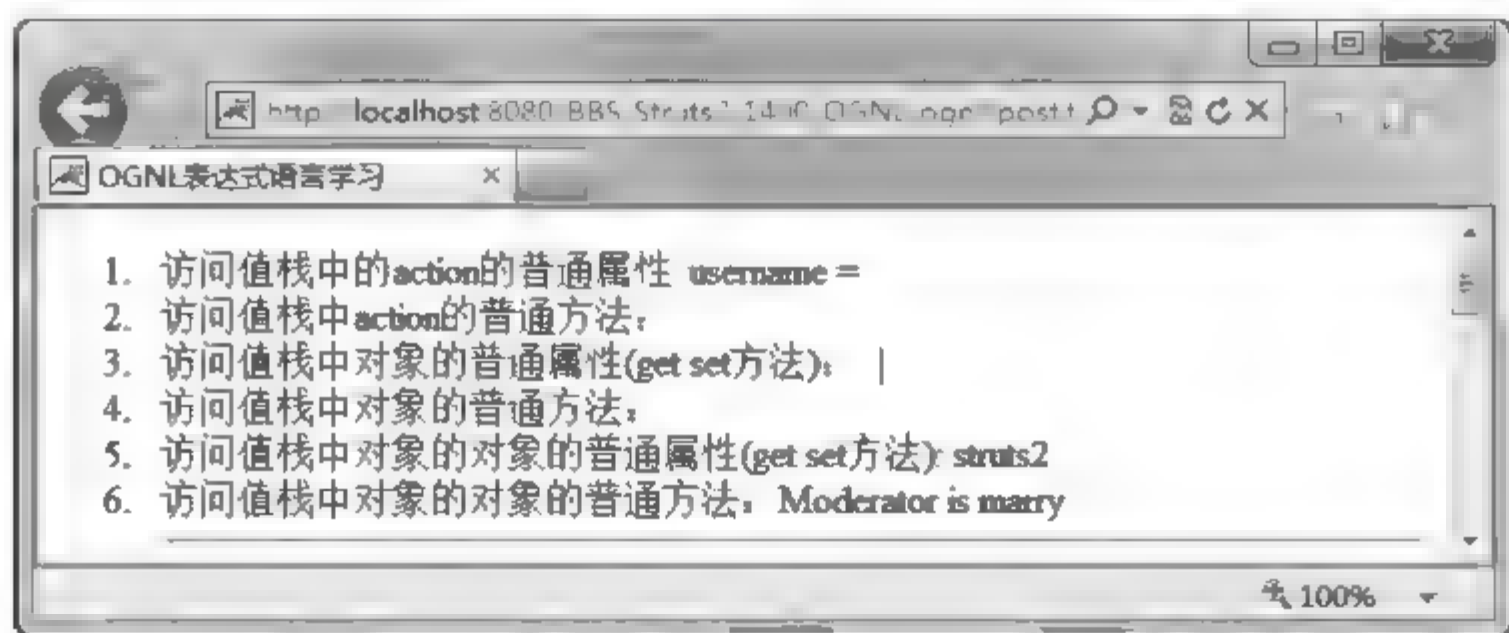 http localhost:8080 BBS
OGNL表达式语言学习
1. 访问值栈中的action的普通属性 username =
2. 访问值栈中action的普通方法：
3. 访问值栈中对象的普通属性(get set方法)： |
4. 访问值栈中对象的普通方法：
5. 访问值栈中对象的对象的普通属性(get set方法): struts2
6. 访问值栈中对象的对象的普通方法：Moderator is marry
100%